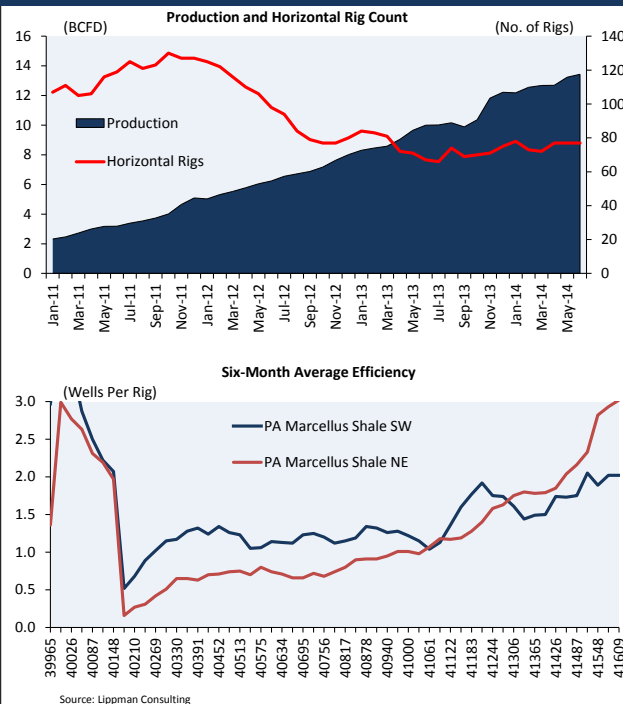 Production and Horizontal Rig Count
(BCFD)
(No. of Rigs)
16
14
12
10
8
6
4
2
0
140
120
100
80
60
40
20
0
Production
Horizontal Rigs
Jan-11
Mar-11
May-11
Jul-11
Sep-11
Nov-11
Jan-12
Mar-12
May-12
Jul-12
Sep-12
Nov-12
Jan-13
Mar-13
May-13
Jul-13
Sep-13
Nov-13
Jan-14
Mar-14
May-14
Six-Month Average Efficiency
(Wells Per Rig)
3.0
2.5
2.0
1.5
1.0
0.5
0.0
PA Marcellus Shale SW
PA Marcellus Shale NE
39965
40026
40087
40148
40210
40269
40330
40391
40452
40513
40575
40634
40695
40756
40817
40878
40940
41000
41061
41122
41183
41244
41306
41365
41426
41487
41548
41609
Source: Lippman Consulting